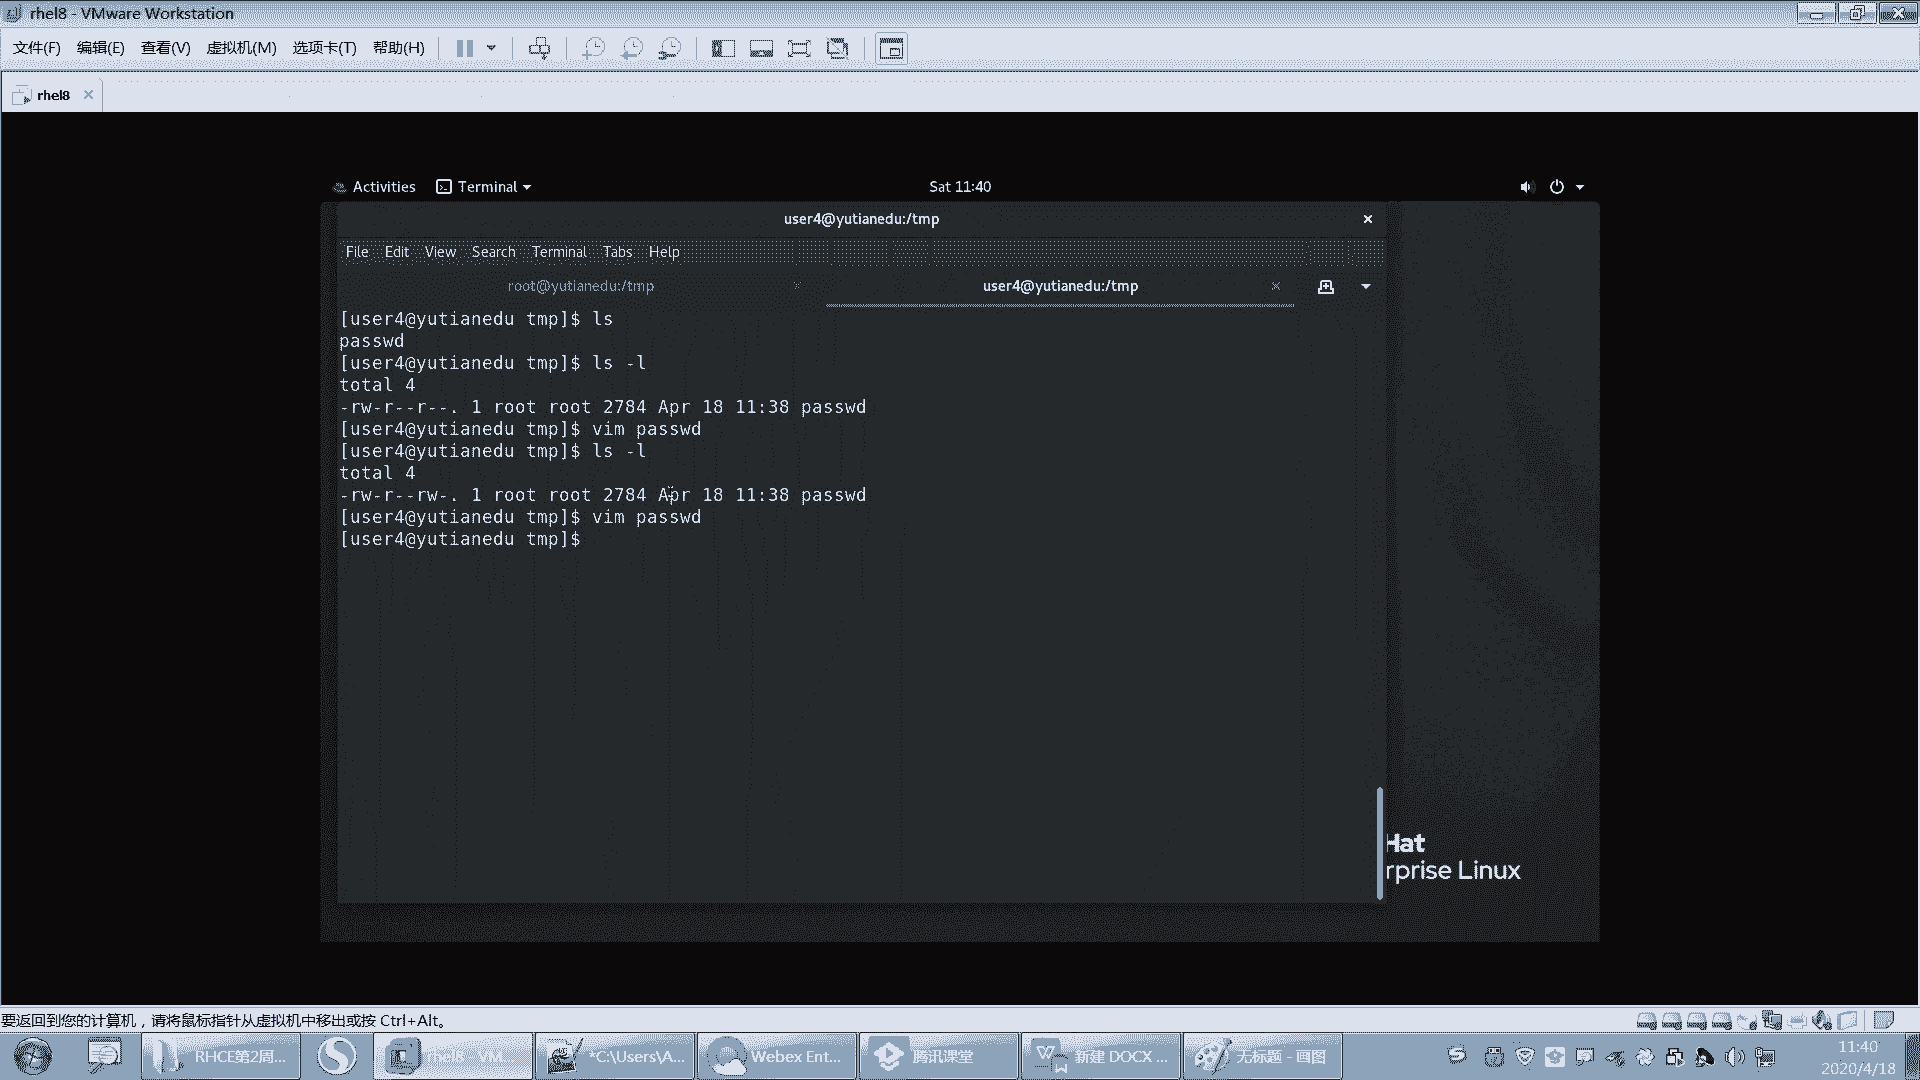 rhel8 - VMware Workstation
文件(F) 编辑(E) 查看(V) 虚拟机(M) 选项卡(T) 帮助(H)
rhel8
Activities Terminal Sat 11:40
user4@yutianedu:/tmp
File Edit View Search Terminal Tabs Help
root@yutianedu:/tmp user4@yutianedu:/tmp
[user4@yutianedu tmp]$ ls
passwd
[user4@yutianedu tmp]$ ls -l
total 4
-rw-r--r--. 1 root root 2784 Apr 18 11:38 passwd
[user4@yutianedu tmp]$ vim passwd
[user4@yutianedu tmp]$ ls -l
total 4
-rw-r--rw-. 1 root root 2784 Apr 18 11:38 passwd
[user4@yutianedu tmp]$ vim passwd
[user4@yutianedu tmp]$
Hat
rprise Linux
要返回到您的计算机，请将鼠标指针从虚拟机中移出或按 Ctrl+Alt。
RHCE第2周... rhel8 - VM... *C:\Users\A... Webex Ent... 腾讯课堂 新建 DOCX ... 无标题 - 画图
11:40
2020/4/18